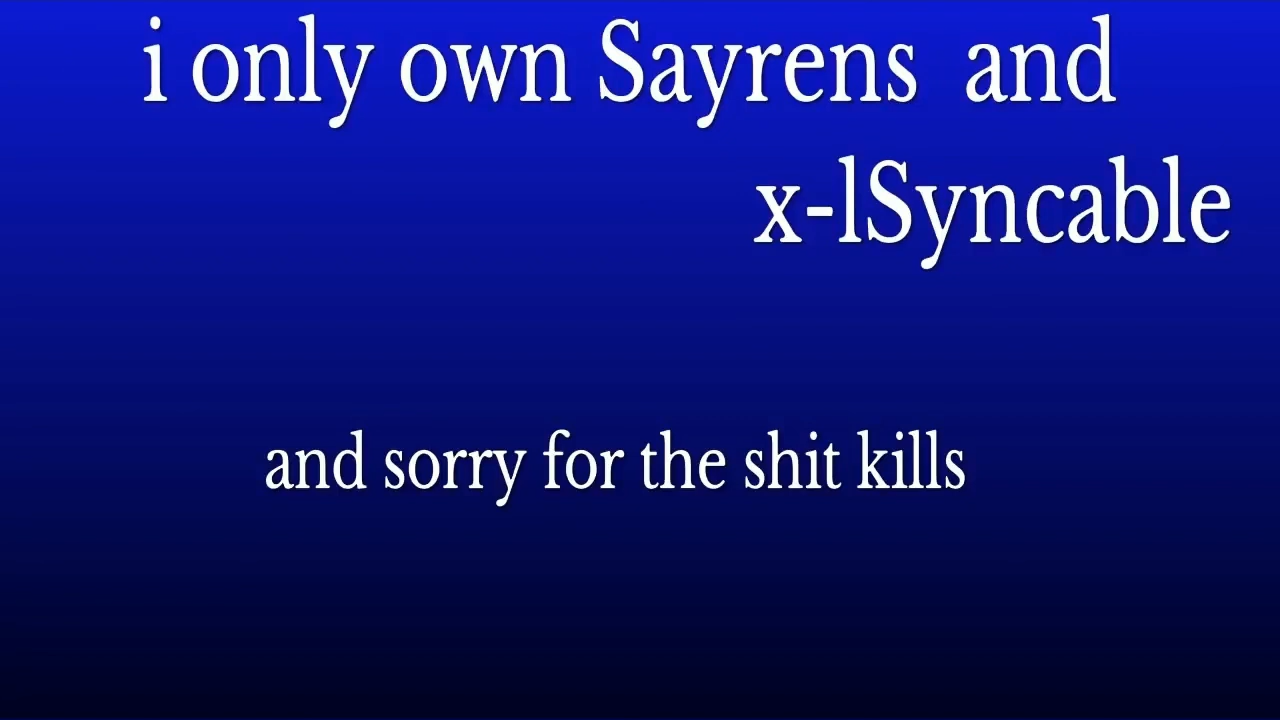 i only own Sayrens  and
x-lSyncable
and sorry for the shit kills